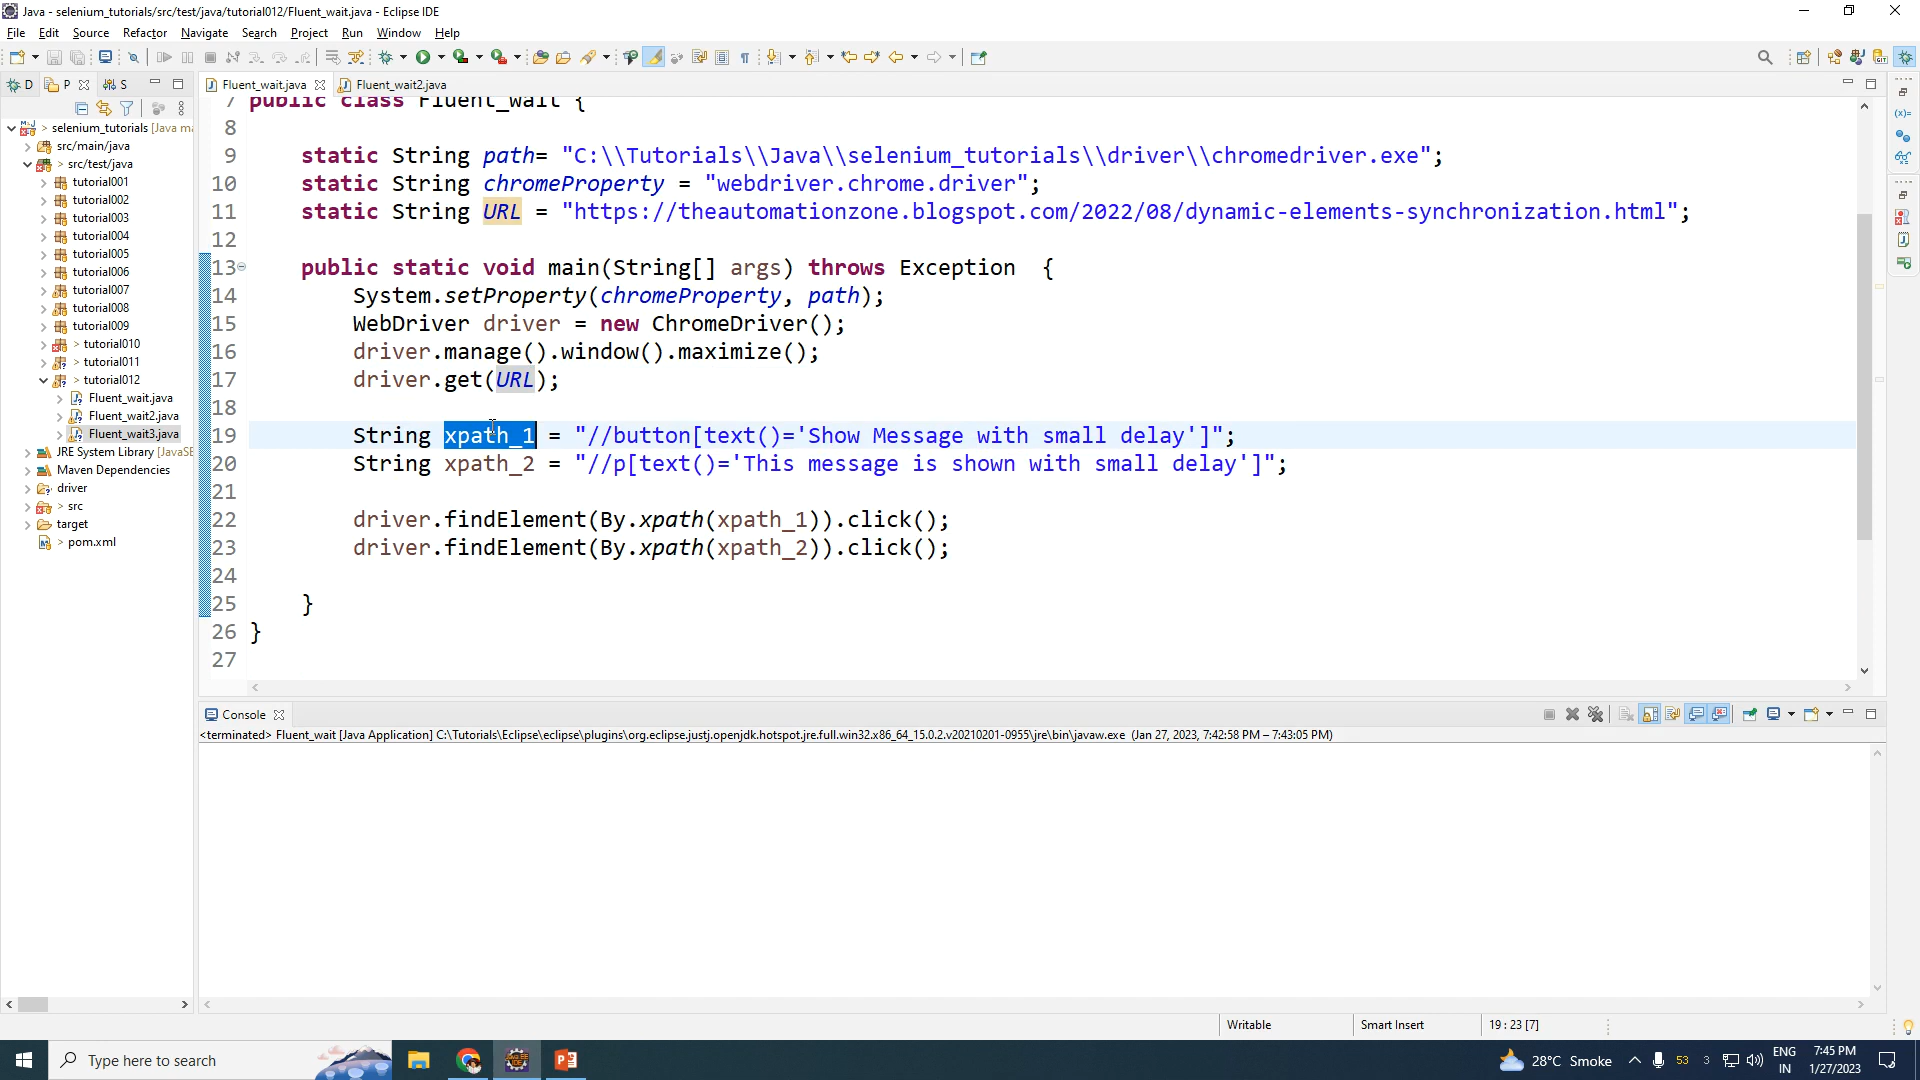 Java - selenium_tutorials/src/test/java/tutorial012/Fluent_wait.java - Eclipse IDE
File Edit Source Refactor Navigate Search Project Run Window Help
D P S
Fluent_wait.java Fluent_wait2.java
selenium_tutorials [Java ma
src/main/java
> src/test/java
tutorial001
tutorial002
tutorial003
tutorial004
tutorial005
tutorial006
tutorial007
tutorial008
tutorial009
> tutorial010
> tutorial011
> tutorial012
Fluent_wait.java
Fluent_wait2.java
Fluent_wait3.java
JRE System Library [JavaSE
Maven Dependencies
driver
> src
target
> pom.xml
7 public class Fluent_wait {
8
9 static String path= "C:\\Tutorials\\Java\\selenium_tutorials\\driver\\chromedriver.exe";
10 static String chromeProperty = "webdriver.chrome.driver";
11 static String URL = "https://theautomationzone.blogspot.com/2022/08/dynamic-elements-synchronization.html";
12
13 public static void main(String[] args) throws Exception {
14 System.setProperty(chromeProperty, path);
15 WebDriver driver = new ChromeDriver();
16 driver.manage().window().maximize();
17 driver.get(URL);
18
19 String xpath_1 = "//button[text()='Show Message with small delay']";
20 String xpath_2 = "//p[text()='This message is shown with small delay']";
21
22 driver.findElement(By.xpath(xpath_1)).click();
23 driver.findElement(By.xpath(xpath_2)).click();
24
25 }
26 }
27
Console
<terminated> Fluent_wait [Java Application] C:\Tutorials\Eclipse\eclipse\plugins\org.eclipse.justj.openjdk.hotspot.jre.full.win32.x86_64_15.0.2.v20210201-0955\jre\bin\javaw.exe (Jan 27, 2023, 7:42:58 PM – 7:43:05 PM)
Writable Smart Insert 19 : 23 [7]
Type here to search
28°C Smoke
53 3
ENG
IN
7:45 PM
1/27/2023